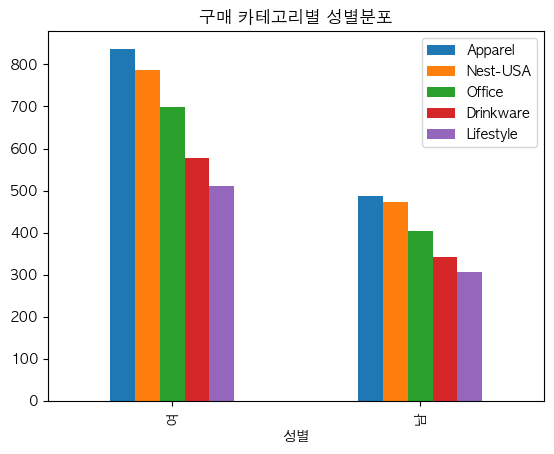 구매 카테고리별 성별분포
Apparel
Nest-USA
Office
Drinkware
Lifestyle
800
700
600
500
400
300
200
100
0
여
남
성별